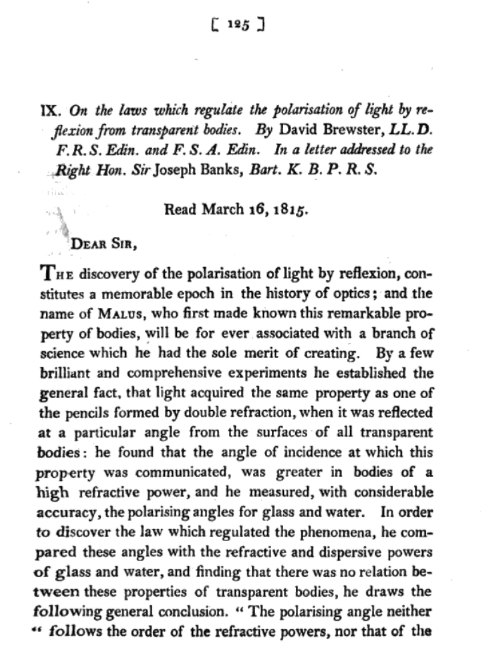 [ 125 ]
IX. On the laws which regulate the polarisation of light by re-
flexion from transparent bodies. By David Brewster, LL.D.
F. R. S. Edin. and F. S. A. Edin. In a letter addressed to the
Right Hon. Sir Joseph Banks, Bart. K. B. P. R. S.
Read March 16, 1815.
DEAR SIR,
THE discovery of the polarisation of light by reflexion, con-
stitutes a memorable epoch in the history of optics; and the
name of MALUS, who first made known this remarkable pro-
perty of bodies, will be for ever associated with a branch of
science which he had the sole merit of creating. By a few
brilliant and comprehensive experiments he established the
general fact, that light acquired the same property as one of
the pencils formed by double refraction, when it was reflected
at a particular angle from the surfaces of all transparent
bodies: he found that the angle of incidence at which this
property was communicated, was greater in bodies of a
high refractive power, and he measured, with considerable
accuracy, the polarising angles for glass and water. In order
to discover the law which regulated the phenomena, he com-
pared these angles with the refractive and dispersive powers
of glass and water, and finding that there was no relation be-
tween these properties of transparent bodies, he draws the
following general conclusion. “ The polarising angle neither
“ follows the order of the refractive powers, nor that of the